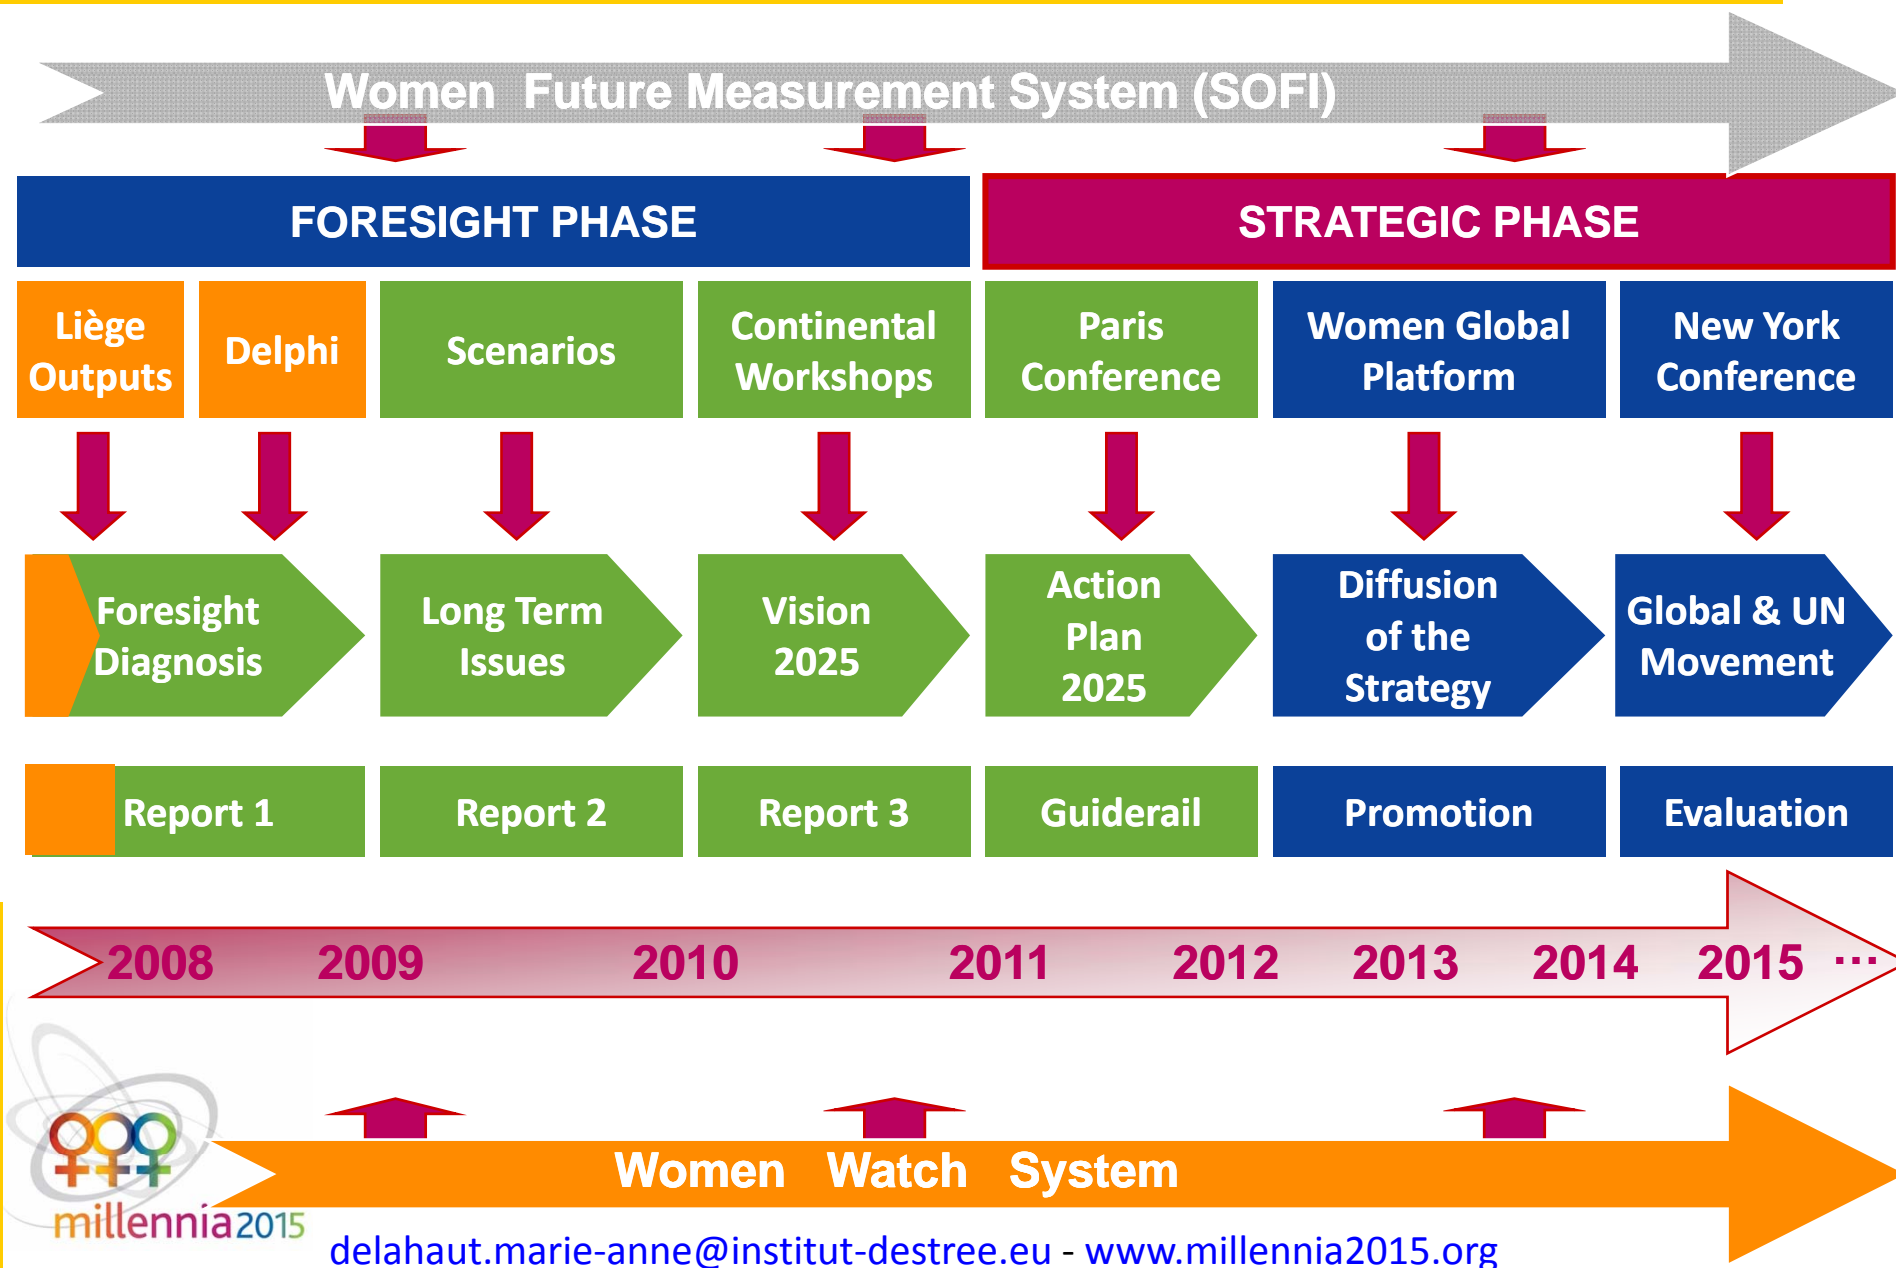 Women Future Measurement System (SOFI)
FORESIGHT PHASE
STRATEGIC PHASE
Liège
Outputs
Delphi
Scenarios
Continental
Workshops
Paris
Conference
Women Global
Platform
New York
Conference
Foresight
Diagnosis
Long Term
Issues
Vision
2025
Action
Plan
2025
Diffusion
of the
Strategy
Global & UN
Movement
Report 1
Report 2
Report 3
Guiderail
Promotion
Evaluation
2008 2009 2010 2011 2012 2013 2014 2015 ...
Women Watch System
millennia2015
delahaut.marie-anne@institut-destree.eu - www.millennia2015.org